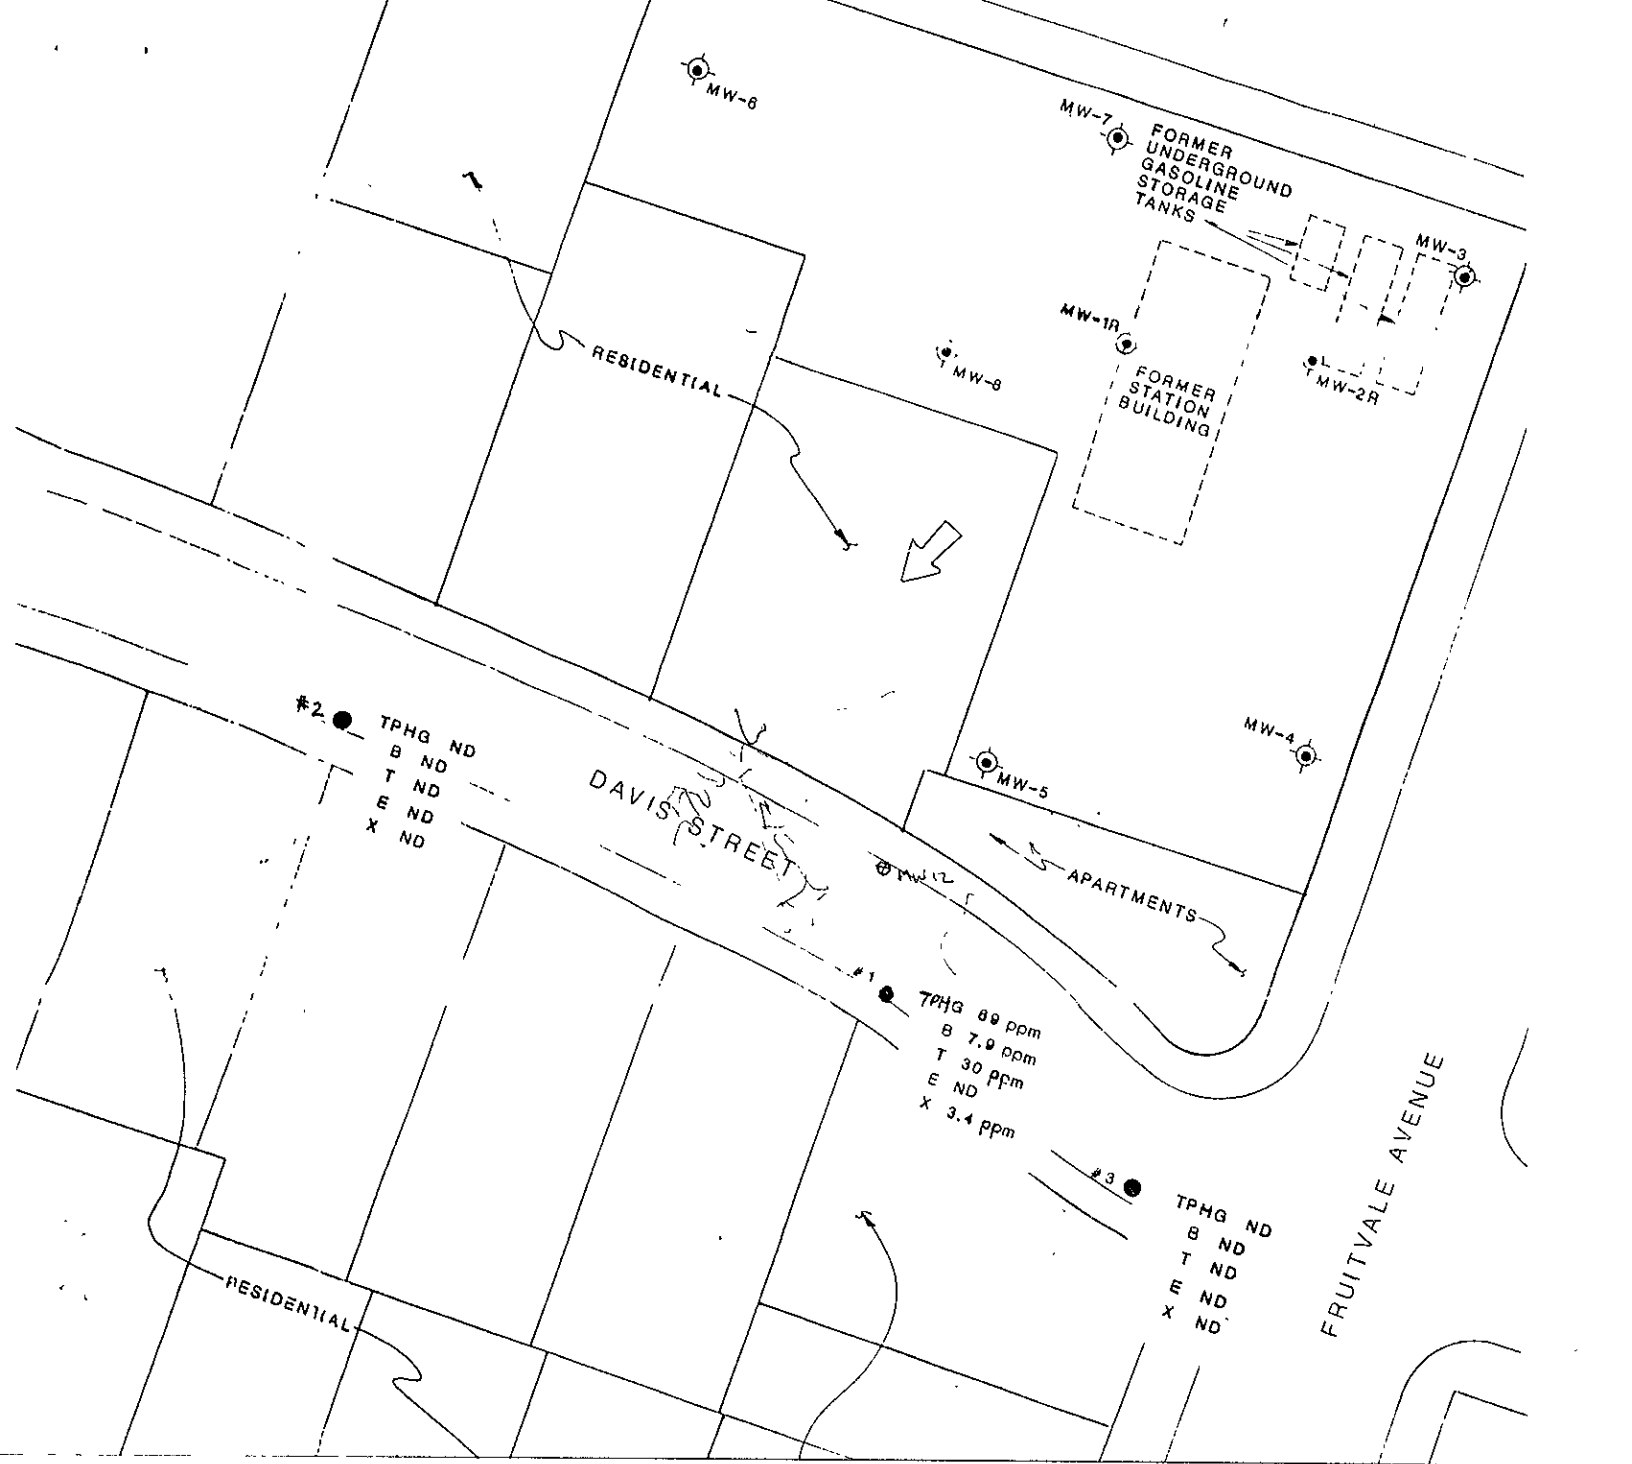 MW-6
MW-7
FORMER
UNDERGROUND
GASOLINE
STORAGE
TANKS
MW-3
MW-1R
RESIDENTIAL
MW-8
FORMER
STATION
BUILDING
MW-2R
#2
TPHG ND
B ND
T ND
E ND
X ND
DAVIS STREET
MW-5
MW-4
MW12
APARTMENTS
#1
TPHG 69 ppm
B 7.9 ppm
T 30 ppm
E ND
X 3.4 ppm
#3
TPHG ND
B ND
T ND
E ND
X ND
FRUITVALE AVENUE
RESIDENTIAL